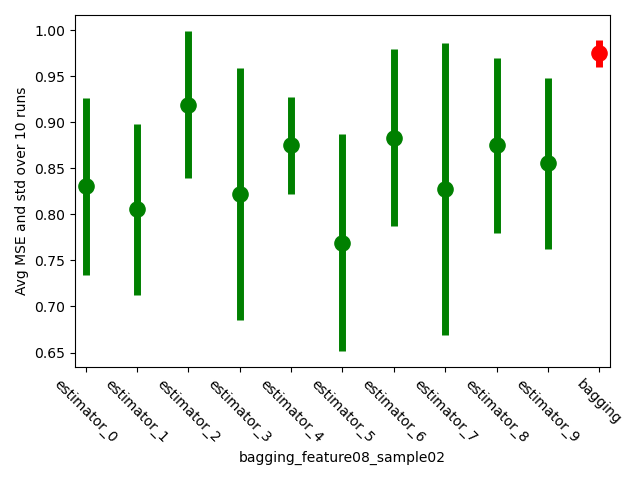 1.00
0.95
0.90
0.85
0.80
0.75
0.70
0.65
Avg MSE and std over 10 runs
estimator_0
estimator_1
estimator_2
estimator_3
estimator_4
estimator_5
estimator_6
estimator_7
estimator_8
estimator_9
bagging
bagging_feature08_sample02